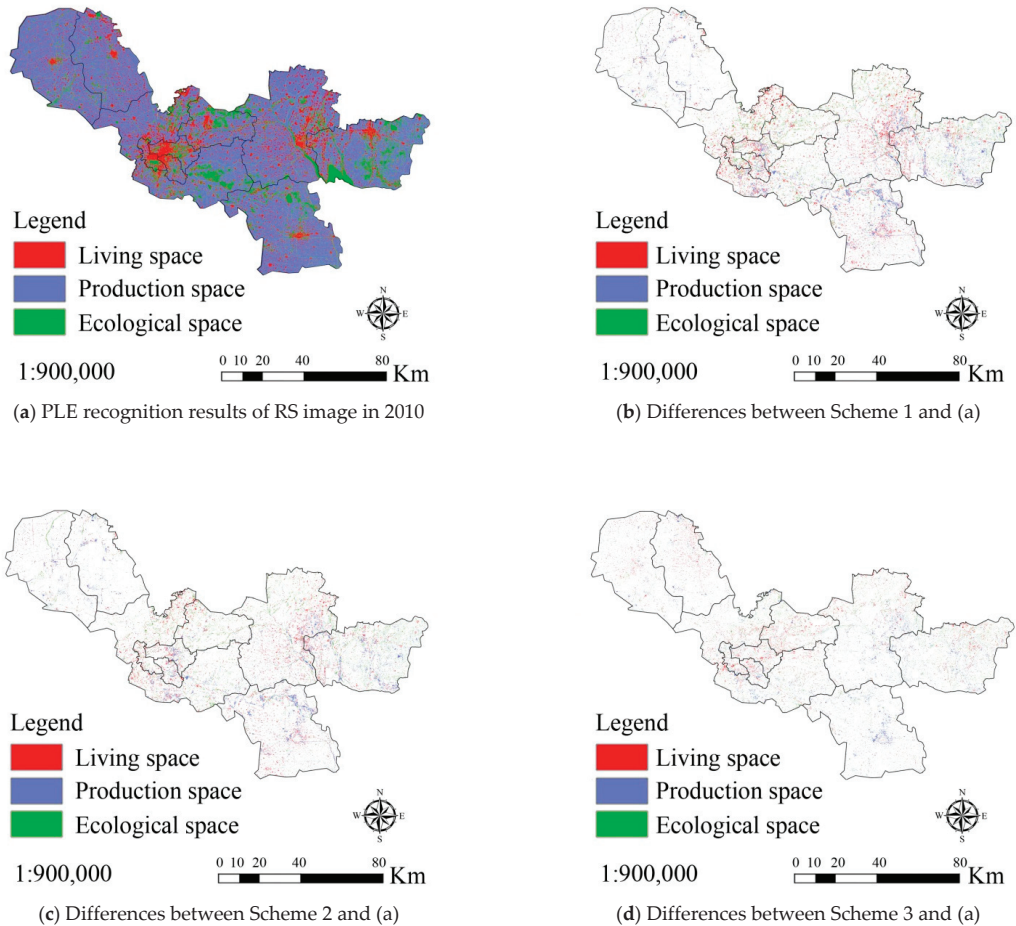 Legend
Living space
Production space
Ecological space
N
W E
S
0 10 20 40 80
1:900,000 Km
(a) PLE recognition results of RS image in 2010
Legend
Living space
Production space
Ecological space
N
W E
S
0 10 20 40 80
1:900,000 Km
(b) Differences between Scheme 1 and (a)
Legend
Living space
Production space
Ecological space
N
W E
S
0 10 20 40 80
1:900,000 Km
(c) Differences between Scheme 2 and (a)
Legend
Living space
Production space
Ecological space
N
W E
S
0 10 20 40 80
1:900,000 Km
(d) Differences between Scheme 3 and (a)